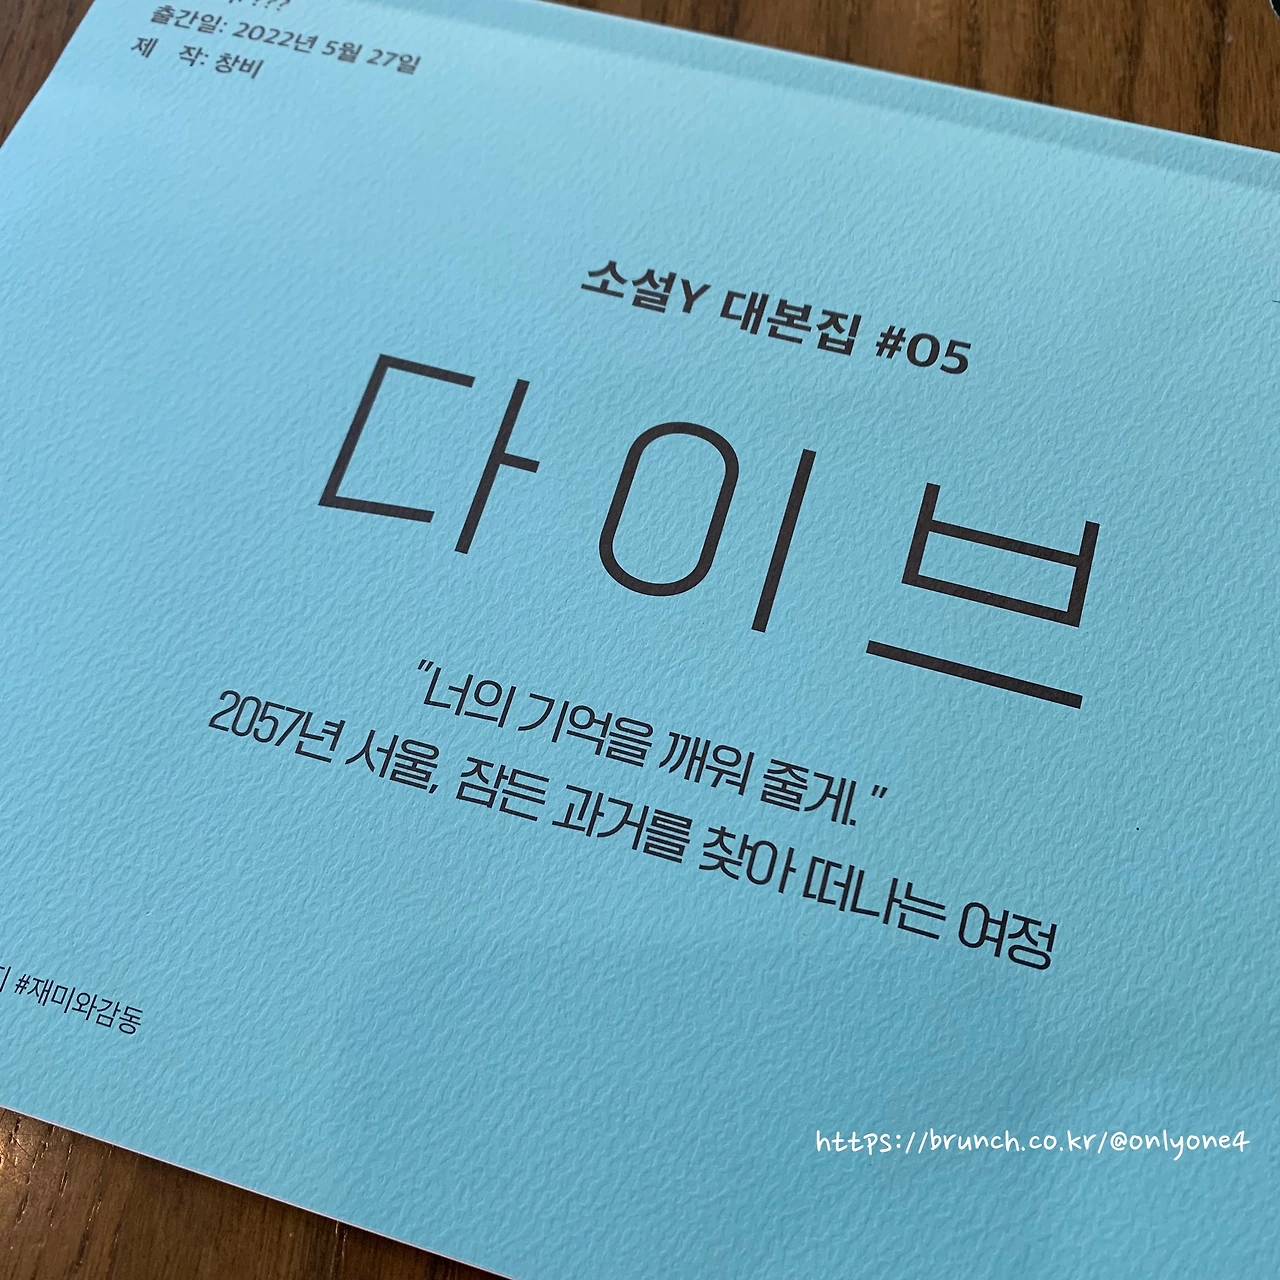 ???
출간일: 2022년 5월 27일
제 작: 창비
소설Y 대본집 #05
다이브
"너의 기억을 깨워 줄게."
2057년 서울, 잠든 과거를 찾아 떠나는 여정
#재미와감동
https://brunch.co.kr/@onlyone4